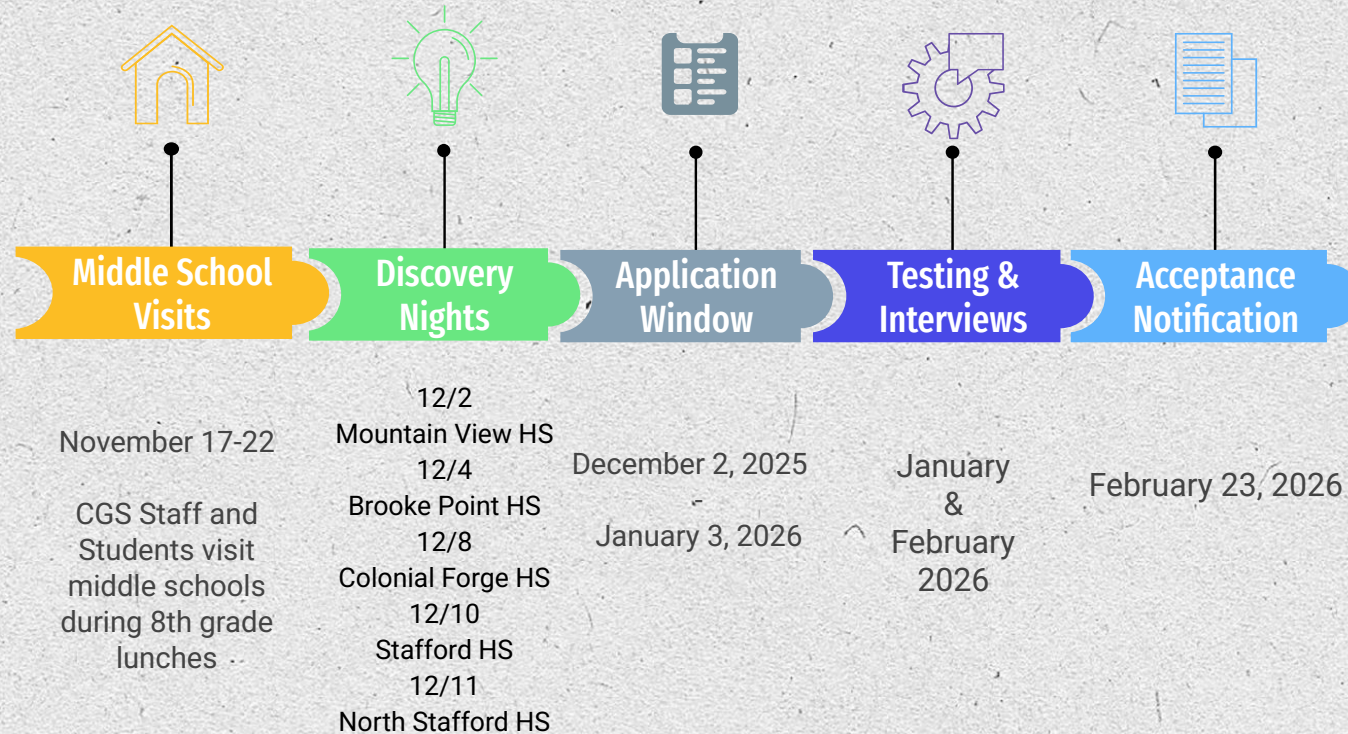 Middle School
Visits
November 17-22
CGS Staff and
Students visit
middle schools
during 8th grade
lunches
Discovery
Nights
12/2
Mountain View HS
12/4
Brooke Point HS
12/8
Colonial Forge HS
12/10
Stafford HS
12/11
North Stafford HS
Application
Window
December 2, 2025
-
January 3, 2026
Testing &
Interviews
January
&
February
2026
Acceptance
Notification
February 23, 2026